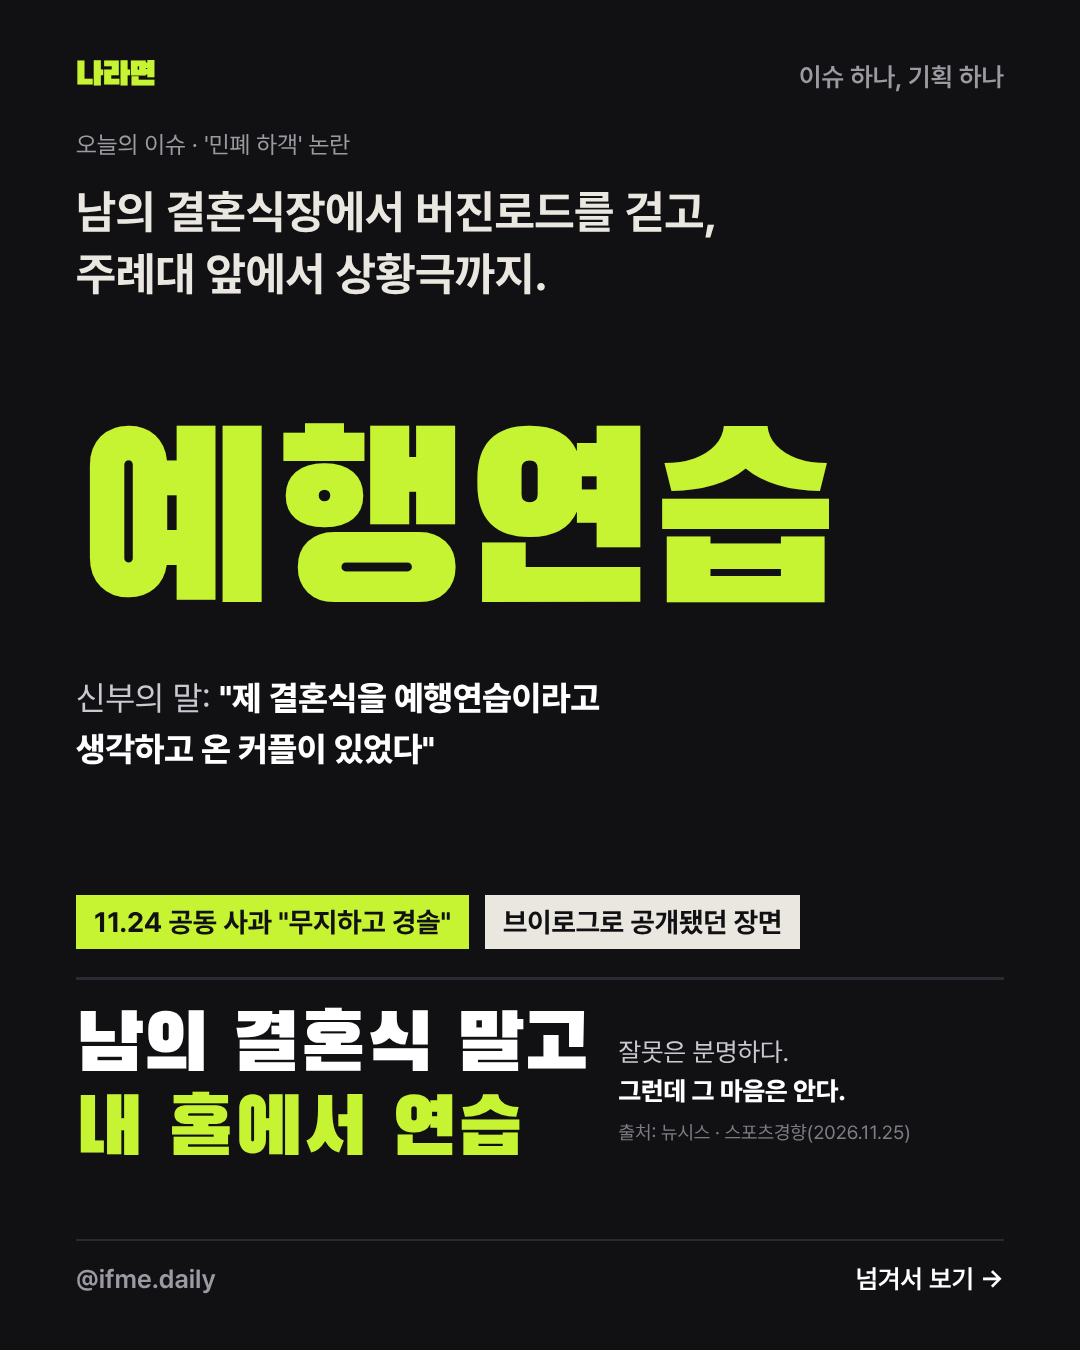 나라면
이슈 하나, 기획 하나
오늘의 이슈 · '민폐 하객' 논란
남의 결혼식장에서 버진로드를 걷고,
주례대 앞에서 상황극까지.
예행연습
신부의 말: "제 결혼식을 예행연습이라고
생각하고 온 커플이 있었다"
11.24 공동 사과 "무지하고 경솔"
브이로그로 공개됐던 장면
남의 결혼식 말고
내 홀에서 연습
잘못은 분명하다.
그런데 그 마음은 안다.
출처: 뉴시스 · 스포츠경향(2026.11.25)
@ifme.daily
넘겨서 보기 →